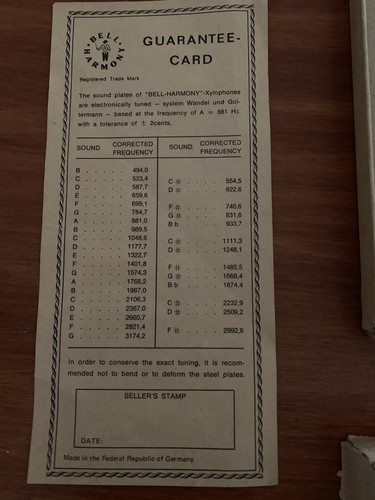 BELL-HARMONY
GUARANTEE-
CARD
Registered Trade Mark
The sound plates of "BELL-HARMONY"-Xylophones
are electronically tuned — system Wandel und Gol-
termann — based at the frequency of A = 881 Hz.
with a tolerance of ± 2cents.
SOUND CORRECTED FREQUENCY SOUND CORRECTED FREQUENCY
B . . . . . . 494,0
C . . . . . . 523,4 C # . . . . . 554,5
D . . . . . . 587,7 D # . . . . . 622,6
E . . . . . . 659,6
F . . . . . . 699,1 F # . . . . . 740,6
G . . . . . . 784,7 G # . . . . . 831,6
A . . . . . . 881,0 B b . . . . . 933,7
B . . . . . . 989,5
C . . . . . . 1048,6 C # . . . . . 1111,3
D . . . . . . 1177,7 D # . . . . . 1248,1
E . . . . . . 1322,7
F . . . . . . 1401,8 F # . . . . . 1485,5
G . . . . . . 1574,3 G # . . . . . 1668,4
A . . . . . . 1768,2 B b . . . . . 1874,4
B . . . . . . 1987,0
C . . . . . . 2106,3 C # . . . . . 2232,9
D . . . . . . 2367,0 D # . . . . . 2509,2
E . . . . . . 2660,7
F . . . . . . 2821,4 F # . . . . . 2992,6
G . . . . . . 3174,2
In order to conserve the exact tuning, it is recom-
mended not to bend or to deform the steel plates.
SELLER'S STAMP
DATE:
Made in the Federal Republic of Germany